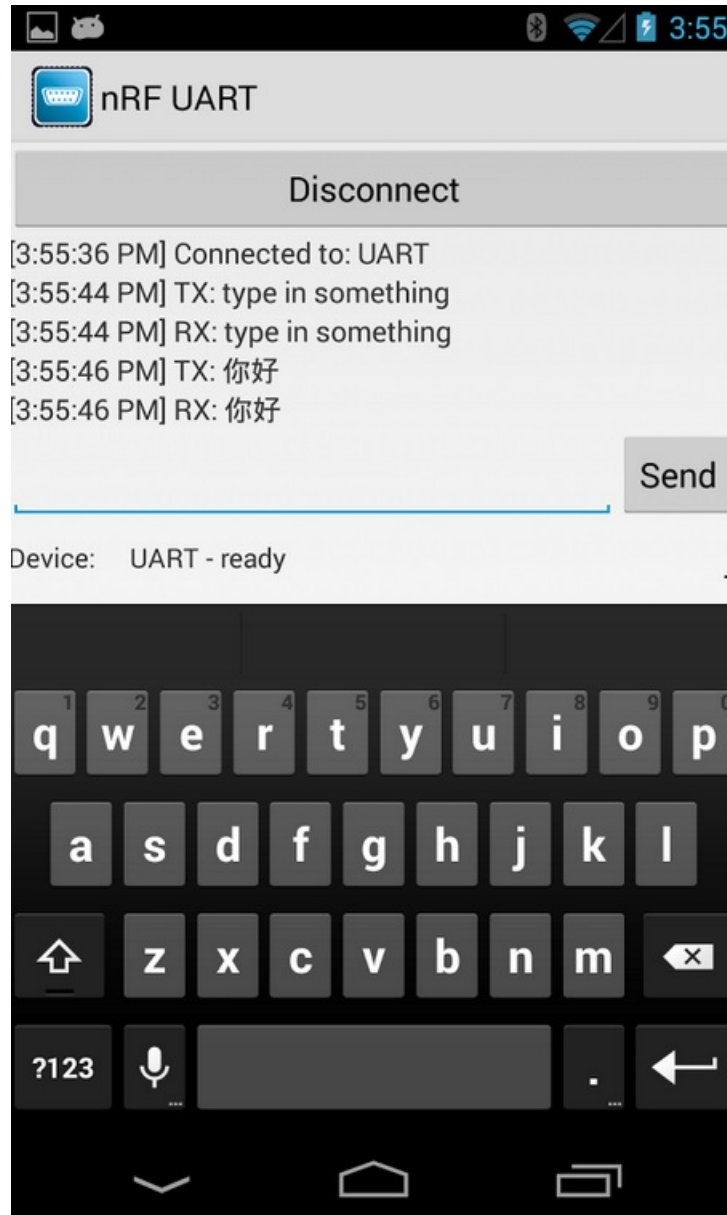 3:55
nRF UART
Disconnect
[3:55:36 PM] Connected to: UART
[3:55:44 PM] TX: type in something
[3:55:44 PM] RX: type in something
[3:55:46 PM] TX: 你好
[3:55:46 PM] RX: 你好
Send
Device: UART - ready
1 2 3 4 5 6 7 8 9 0
q w e r t y u i o p
a s d f g h j k l
z x c v b n m
?123 . ...